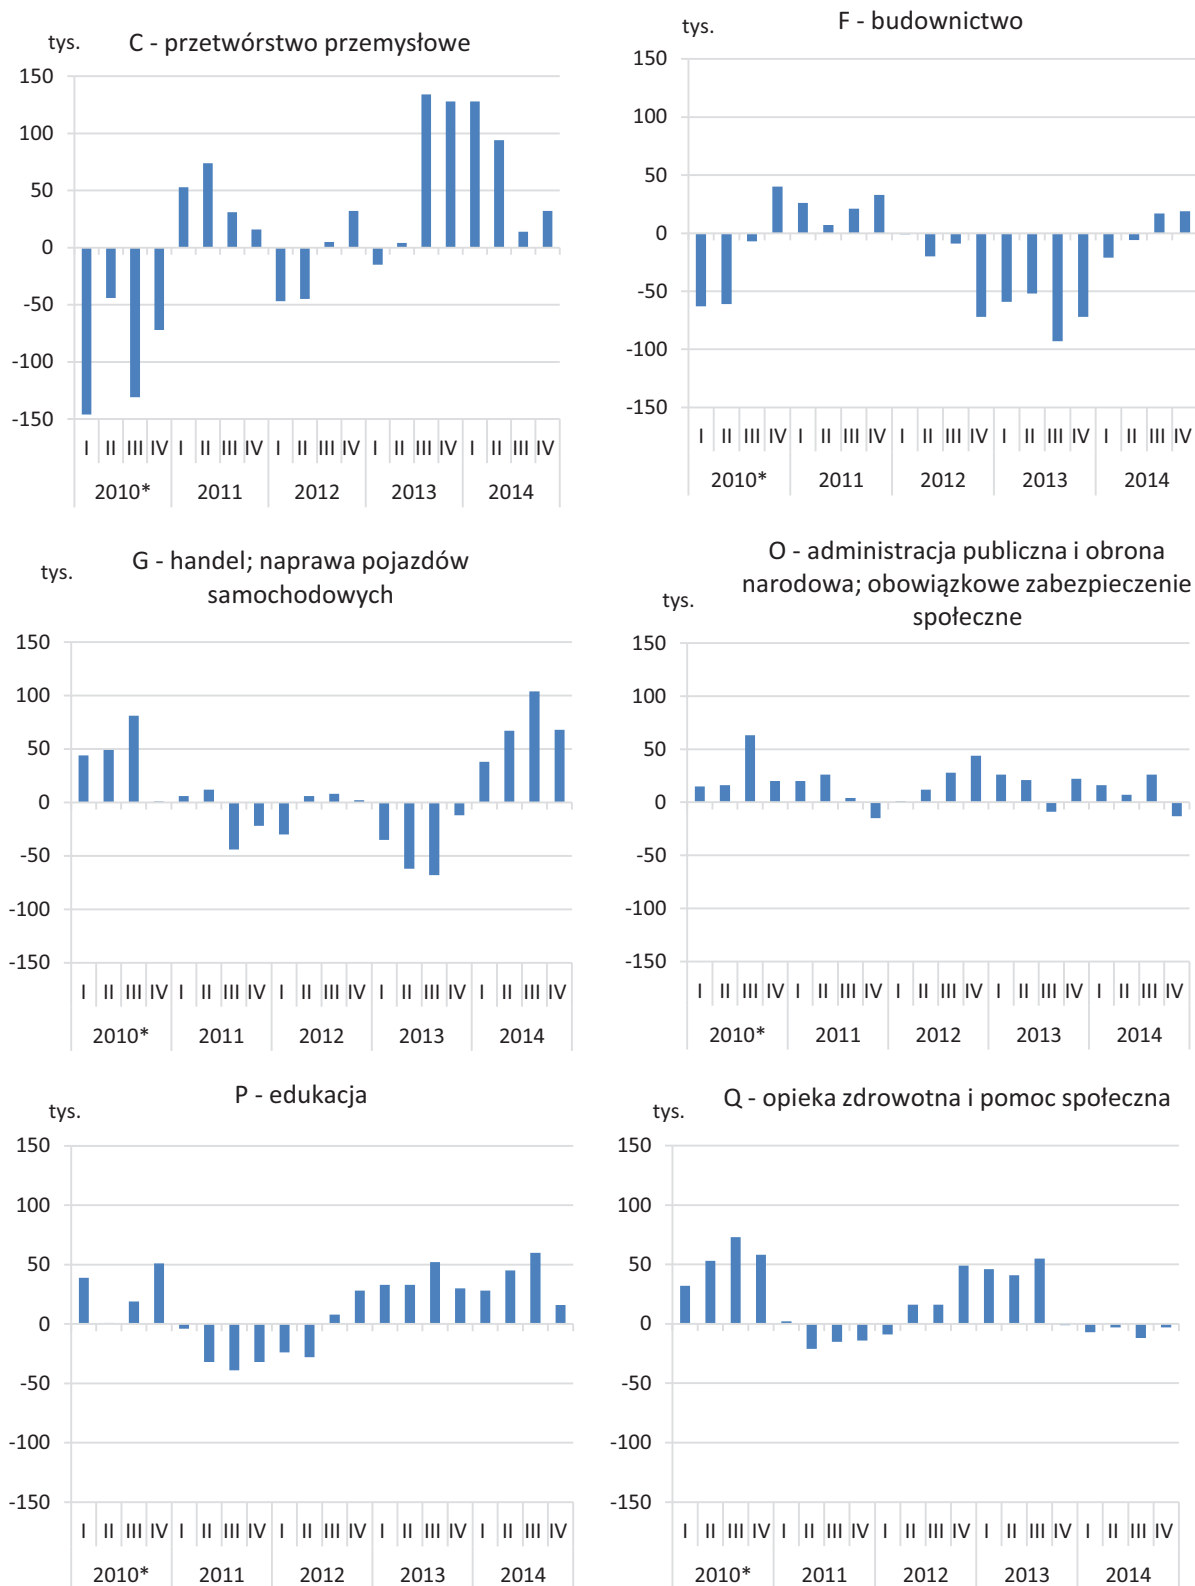 tys.
C - przetwórstwo przemysłowe
150
100
50
0
-50
-100
-150
I II III IV I II III IV I II III IV I II III IV I II III IV
2010* 2011 2012 2013 2014
tys.
F - budownictwo
150
100
50
0
-50
-100
-150
I II III IV I II III IV I II III IV I II III IV I II III IV
2010* 2011 2012 2013 2014
tys.
G - handel; naprawa pojazdów
samochodowych
150
100
50
0
-50
-100
-150
I II III IV I II III IV I II III IV I II III IV I II III IV
2010* 2011 2012 2013 2014
tys.
O - administracja publiczna i obrona
narodowa; obowiązkowe zabezpieczenie
społeczne
150
100
50
0
-50
-100
-150
I II III IV I II III IV I II III IV I II III IV I II III IV
2010* 2011 2012 2013 2014
tys.
P - edukacja
150
100
50
0
-50
-100
-150
I II III IV I II III IV I II III IV I II III IV I II III IV
2010* 2011 2012 2013 2014
tys.
Q - opieka zdrowotna i pomoc społeczna
150
100
50
0
-50
-100
-150
I II III IV I II III IV I II III IV I II III IV I II III IV
2010* 2011 2012 2013 2014